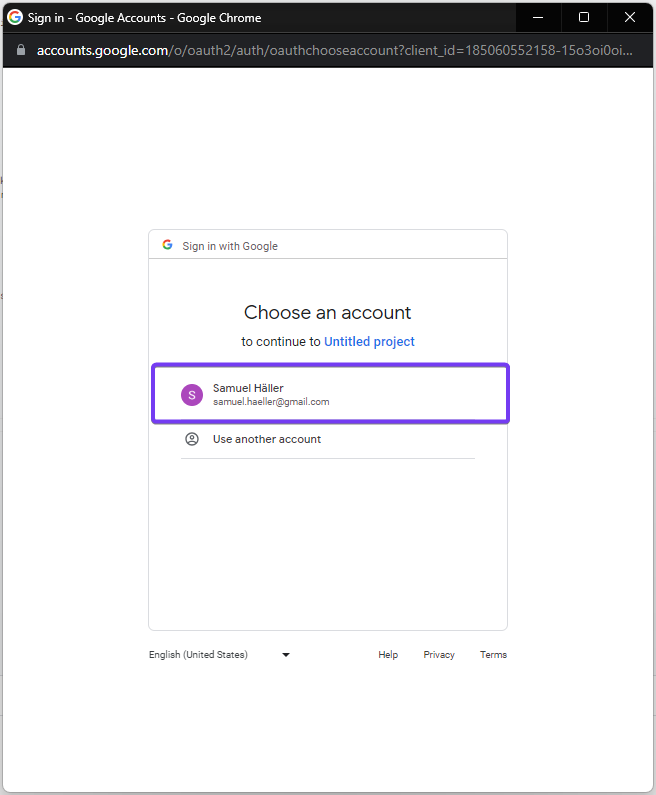 Sign in - Google Accounts - Google Chrome
accounts.google.com/o/oauth2/auth/oauthchooseaccount?client_id=185060552158-15o3oi0oi...
Sign in with Google
Choose an account
to continue to Untitled project
S
Samuel Häller
samuel.haeller@gmail.com
Use another account
English (United States)
Help Privacy Terms